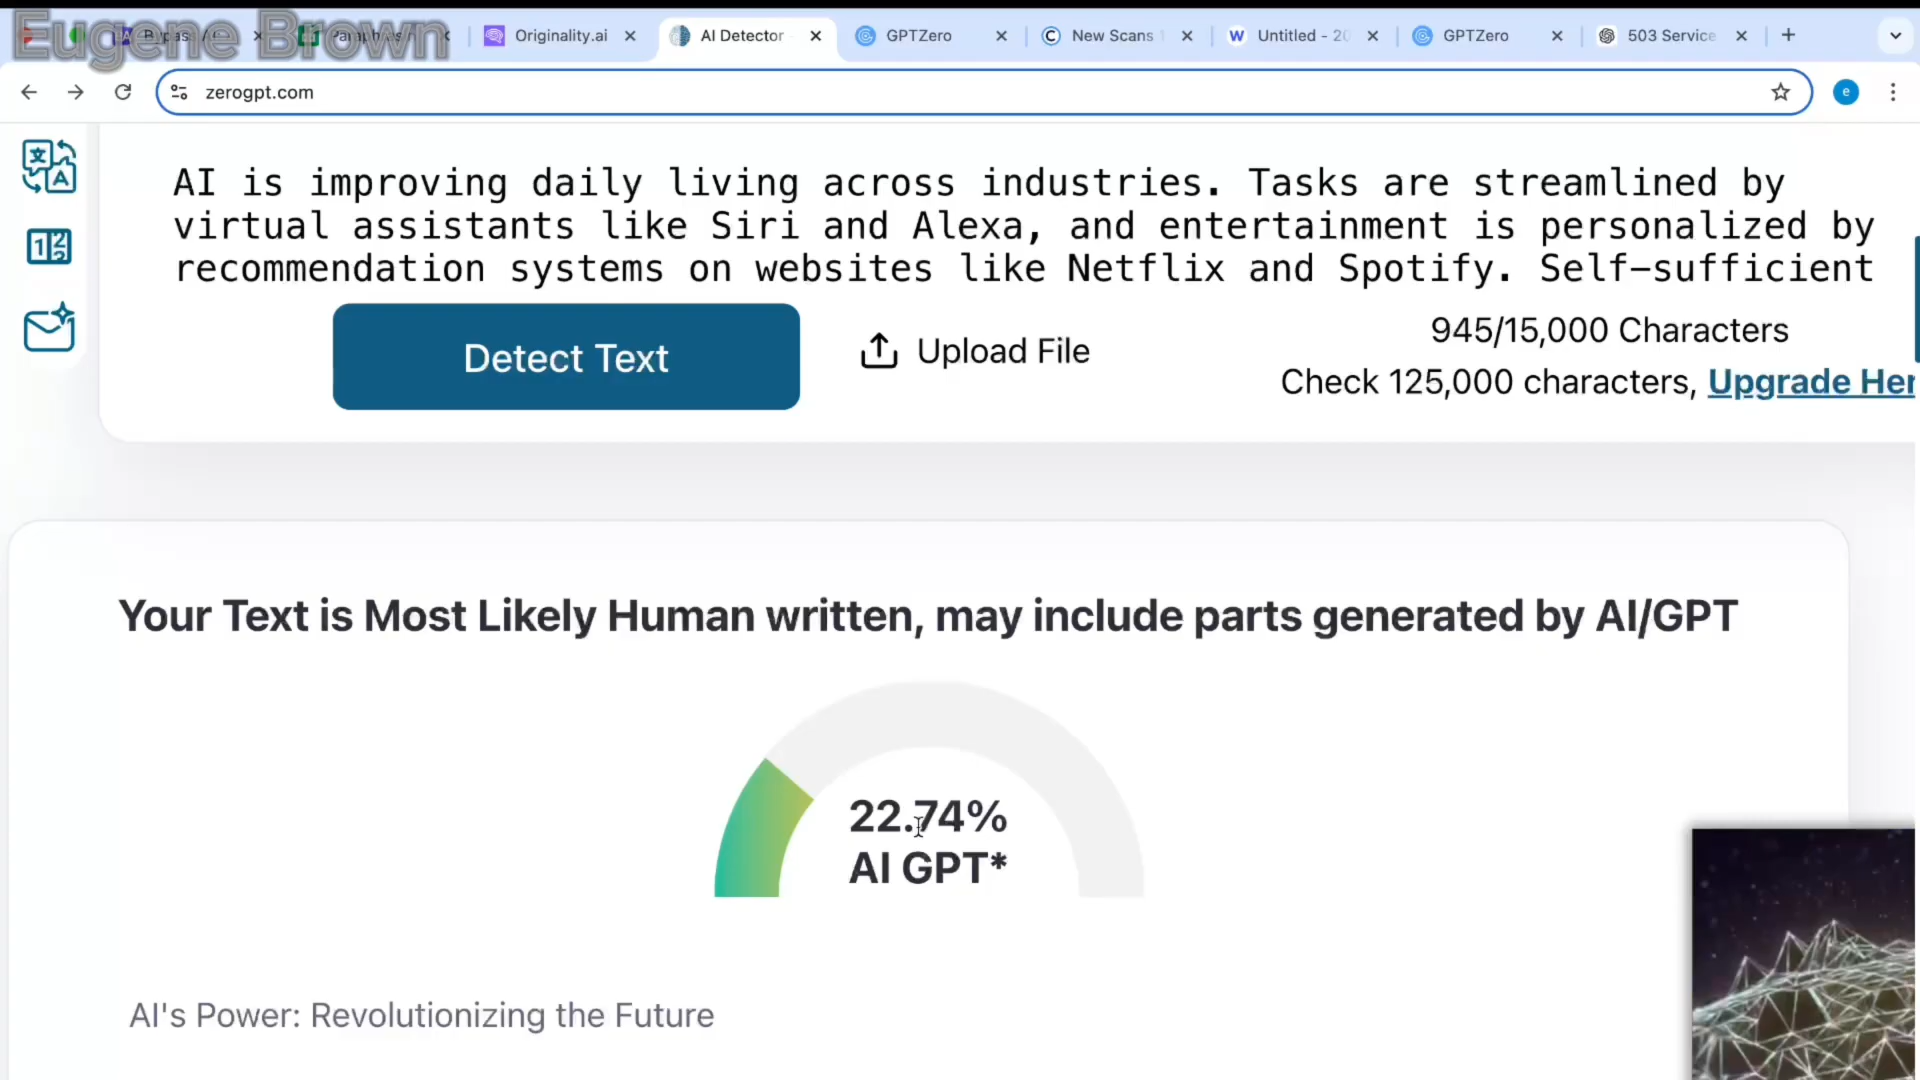 Eugene Brown
Originality.ai
AI Detector
GPTZero
New Scans
Untitled - 20
GPTZero
503 Service
zerogpt.com
AI is improving daily living across industries. Tasks are streamlined by
virtual assistants like Siri and Alexa, and entertainment is personalized by
recommendation systems on websites like Netflix and Spotify. Self-sufficient
Detect Text
Upload File
945/15,000 Characters
Check 125,000 characters, Upgrade Her
Your Text is Most Likely Human written, may include parts generated by AI/GPT
22.74%
AI GPT*
AI's Power: Revolutionizing the Future